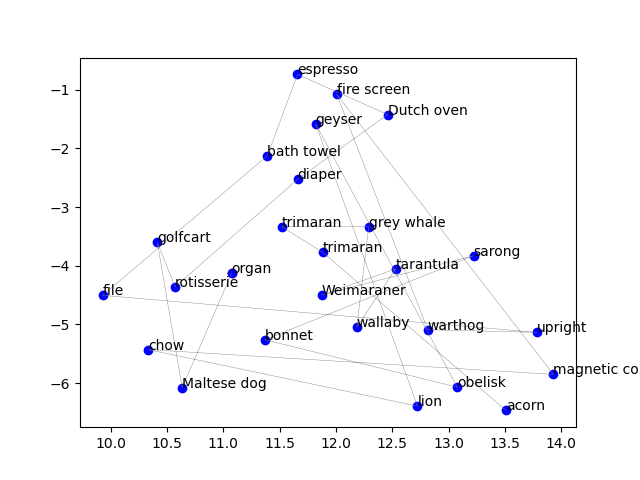 espresso
fire screen
−1
Dutch oven
geyser
bath towel
−2
diaper
trimaran
grey whale
−3
golfcart
trimaran
sarong
organ
tarantula
−4
rotisserie
file
Weimaraner
wallaby
warthog
upright
−5
bonnet
chow
magnetic co
Maltese dog
obelisk
−6
lion
acorn
10.0 10.5 11.0 11.5 12.0 12.5 13.0 13.5 14.0